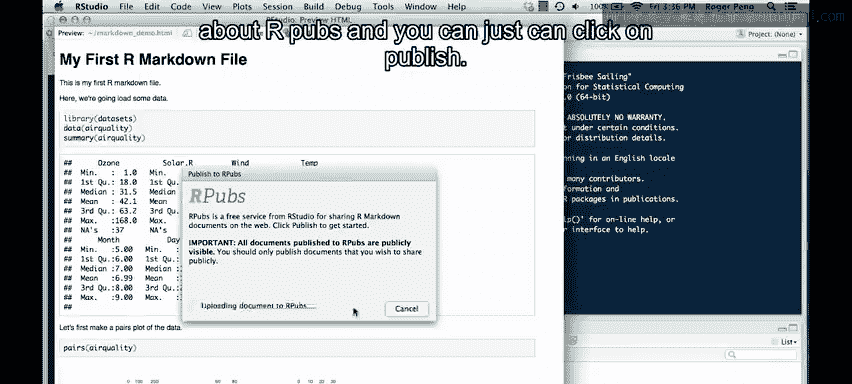 RStudio File Edit Code View Plots Session Build Debug Tools Window Help 100% Fri 3:36 PM Roger Peng
RStudio: Preview HTML
Preview: ~/markdown_demo.html
Project: (None)
about R pubs and you can just can click on
publish.
My First R Markdown File
This is my first R markdown file.
Here, we're going load some data.
library(datasets)
data(airquality)
summary(airquality)
## Ozone Solar.R Wind Temp
## Min. : 1.0 Min.
## 1st Qu.: 18.0 1st Qu.
## Median : 31.5 Median
## Mean : 42.1 Mean
## 3rd Qu.: 63.2 3rd Qu.
## Max. :168.0 Max.
## NA's :37 NA's
## Month Day
## Min. :5.00 Min.
## 1st Qu.:6.00 1st Qu.
## Median :7.00 Median
## Mean :6.99 Mean
## 3rd Qu.:8.00 3rd Qu.
## Max. :9.00 Max.
##
Let's first make a pairs plot of the data.
pairs(airquality)
Publish to RPubs
RPubs
RPubs is a free service from RStudio for sharing R Markdown
documents on the web. Click Publish to get started.
IMPORTANT: All documents published to RPubs are publicly
visible. You should only publish documents that you wish to share
publicly.
Uploading document to RPubs...
Cancel
Frisbee Sailing"
on for Statistical Computing
(64-bit)
ABSOLUTELY NO WARRANTY.
t under certain conditions.
or distribution details.
nning in an English locale
many contributors.
formation and
R packages in publications.
lp()' for on-line help, or
r interface to help.
List